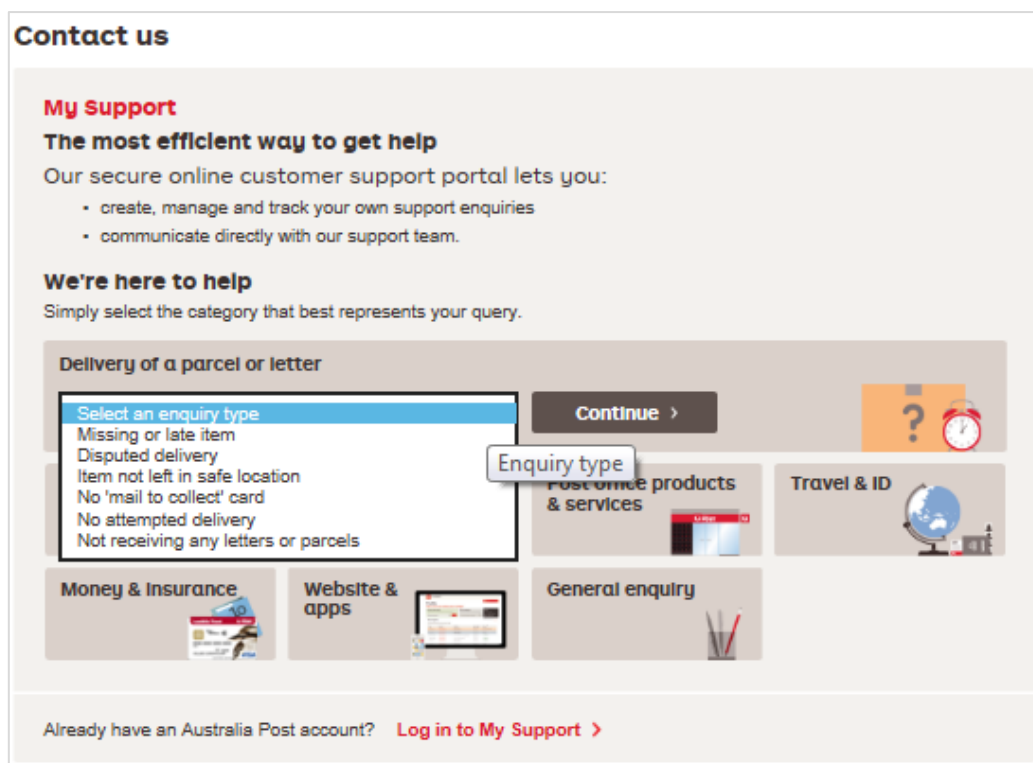 Contact us
My Support
The most efficient way to get help
Our secure online customer support portal lets you:
• create, manage and track your own support enquiries
• communicate directly with our support team.
We're here to help
Simply select the category that best represents your query.
Delivery of a parcel or letter
Select an enquiry type
Missing or late item
Disputed delivery
Item not left in safe location
No 'mail to collect' card
No attempted delivery
Not receiving any letters or parcels
Continue >
?
Enquiry type
Post office products
& services
Travel & ID
Money & Insurance
Website &
apps
General enquiry
Already have an Australia Post account? Log in to My Support >